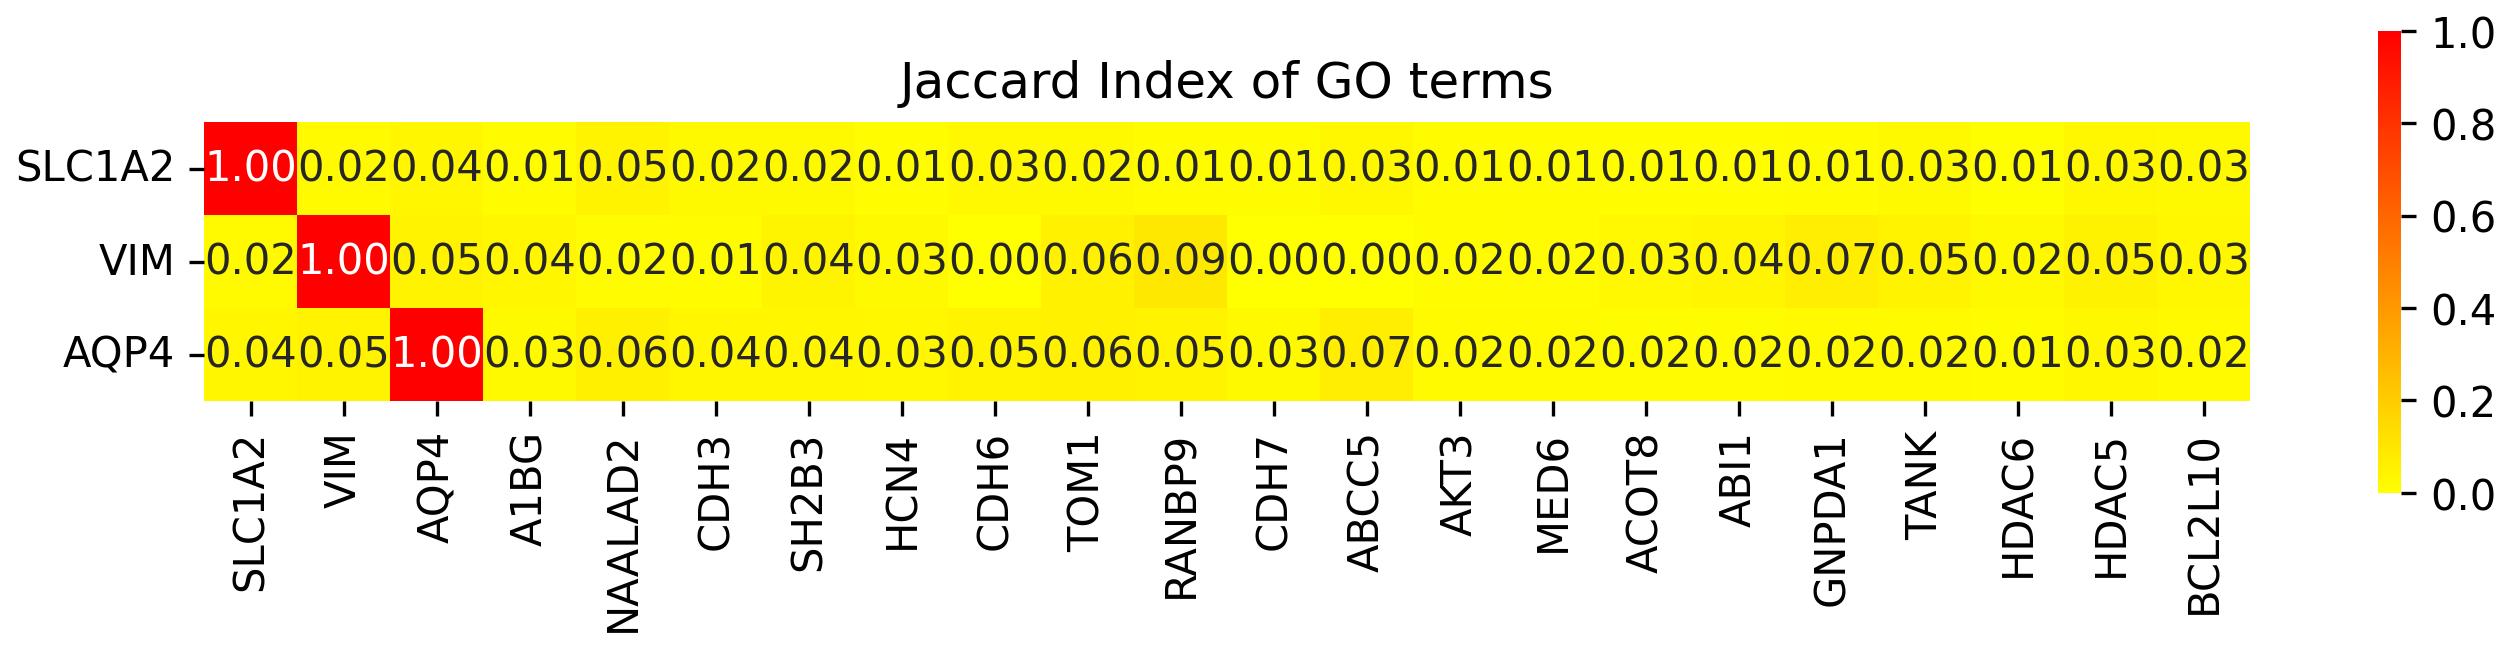 Jaccard Index of GO terms
SLC1A2 1.00 0.02 0.04 0.01 0.05 0.02 0.02 0.01 0.03 0.02 0.01 0.01 0.03 0.01 0.01 0.01 0.01 0.01 0.03 0.01 0.03 0.03
VIM 0.02 1.00 0.05 0.04 0.02 0.01 0.04 0.03 0.00 0.06 0.09 0.00 0.00 0.02 0.02 0.03 0.04 0.07 0.05 0.02 0.05 0.03
AQP4 0.04 0.05 1.00 0.03 0.06 0.04 0.04 0.03 0.05 0.06 0.05 0.03 0.07 0.02 0.02 0.02 0.02 0.02 0.02 0.01 0.03 0.02
SLC1A2
VIM
AQP4
A1BG
NAALAD2
CDH3
SH2B3
HCN4
CDH6
TOM1
RANBP9
CDH7
ABCC5
AKT3
MED6
ACOT8
ABI1
GNPDA1
TANK
HDAC6
HDAC5
BCL2L10
1.0
0.8
0.6
0.4
0.2
0.0